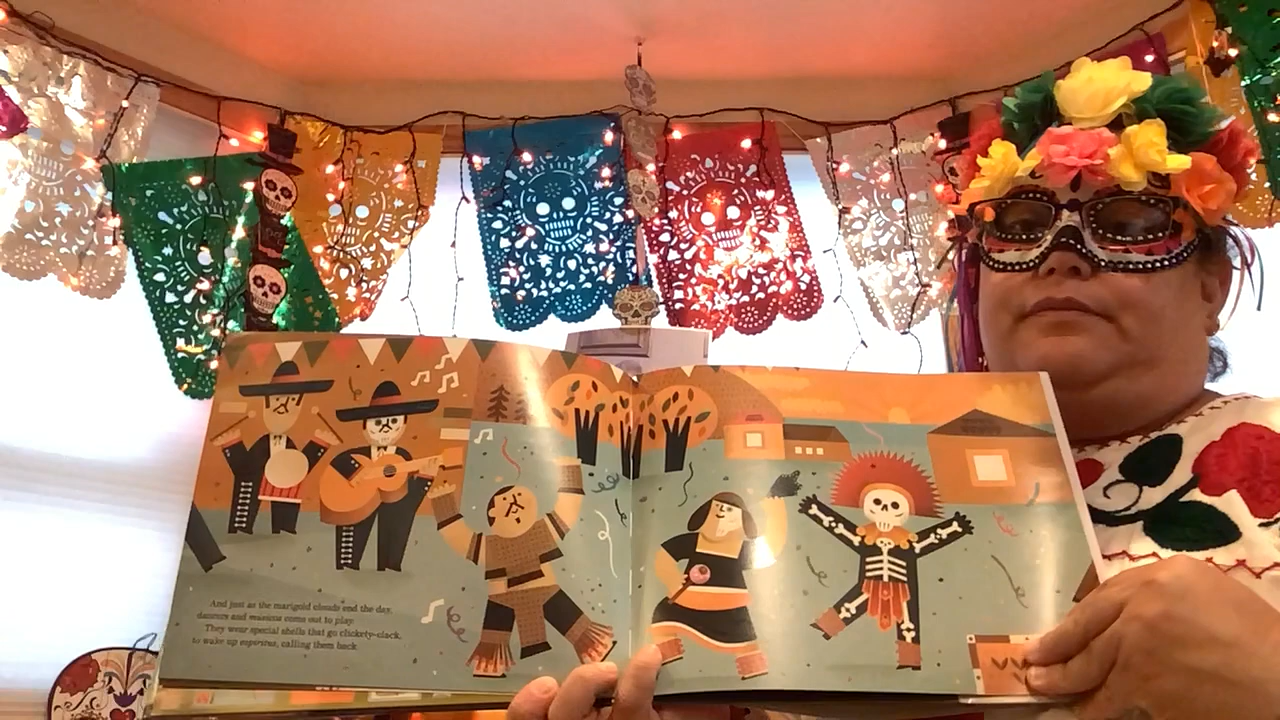 And just as the marigold clouds end the day,
dancers and músicos come out to play.
They wear special shells that go clickety-clack,
to wake up espíritus, calling them back.